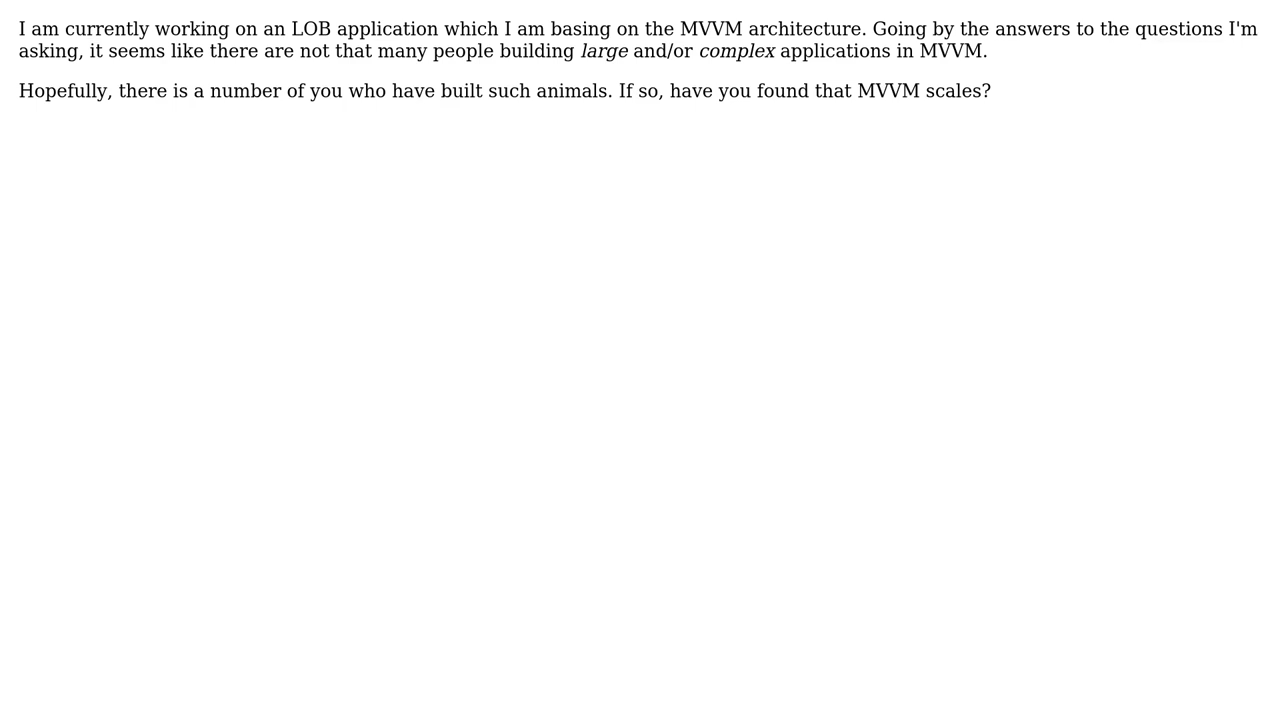 I am currently working on an LOB application which I am basing on the MVVM architecture. Going by the answers to the questions I'm
asking, it seems like there are not that many people building large and/or complex applications in MVVM.
Hopefully, there is a number of you who have built such animals. If so, have you found that MVVM scales?